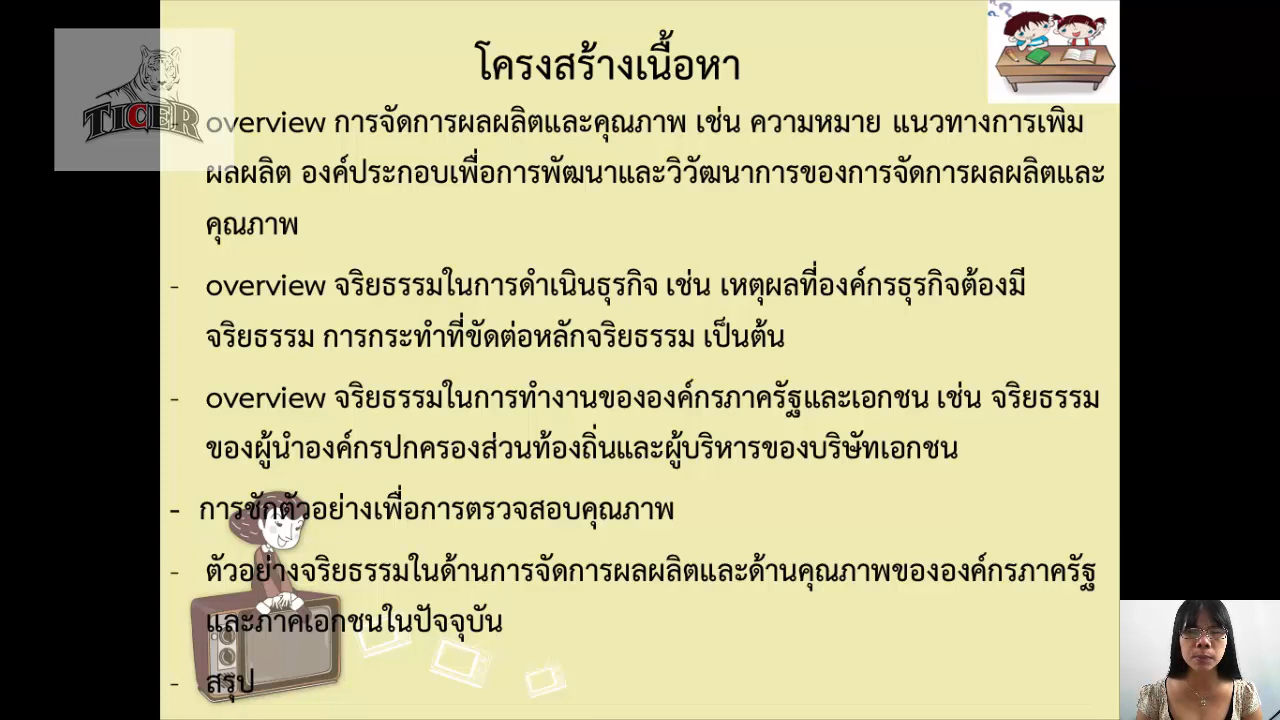 โครงสร้างเนื้อหา
TICER
- overview การจัดการผลผลิตและคุณภาพ เช่น ความหมาย แนวทางการเพิ่ม
ผลผลิต องค์ประกอบเพื่อการพัฒนาและวิวัฒนาการของการจัดการผลผลิตและ
คุณภาพ
- overview จริยธรรมในการดำเนินธุรกิจ เช่น เหตุผลที่องค์กรธุรกิจต้องมี
จริยธรรม การกระทำที่ขัดต่อหลักจริยธรรม เป็นต้น
- overview จริยธรรมในการทำงานขององค์กรภาครัฐและเอกชน เช่น จริยธรรม
ของผู้นำองค์กรปกครองส่วนท้องถิ่นและผู้บริหารของบริษัทเอกชน
- การชักตัวอย่างเพื่อการตรวจสอบคุณภาพ
- ตัวอย่างจริยธรรมในด้านการจัดการผลผลิตและด้านคุณภาพขององค์กรภาครัฐ
และภาคเอกชนในปัจจุบัน
- สรุป